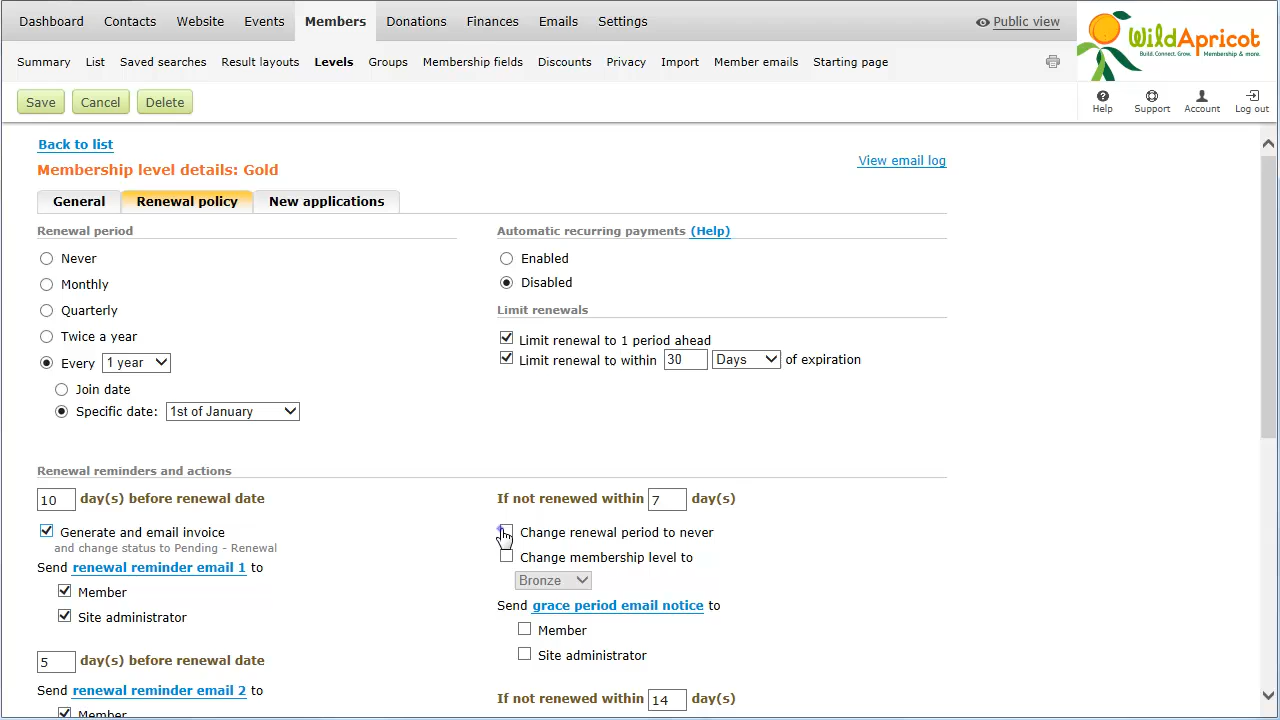 Dashboard Contacts Website Events Members Donations Finances Emails Settings Public view
WildApricot
Build. Connect. Grow. Membership & more.
Summary List Saved searches Result layouts Levels Groups Membership fields Discounts Privacy Import Member emails Starting page
Save Cancel Delete
Help Support Account Log out
Back to list
View email log
Membership level details: Gold
General Renewal policy New applications
Renewal period
Never
Monthly
Quarterly
Twice a year
Every 1 year
Join date
Specific date: 1st of January
Automatic recurring payments (Help)
Enabled
Disabled
Limit renewals
Limit renewal to 1 period ahead
Limit renewal to within 30 Days of expiration
Renewal reminders and actions
10 day(s) before renewal date
Generate and email invoice
and change status to Pending - Renewal
Send renewal reminder email 1 to
Member
Site administrator
5 day(s) before renewal date
Send renewal reminder email 2 to
Member
If not renewed within 7 day(s)
Change renewal period to never
Change membership level to
Bronze
Send grace period email notice to
Member
Site administrator
If not renewed within 14 day(s)